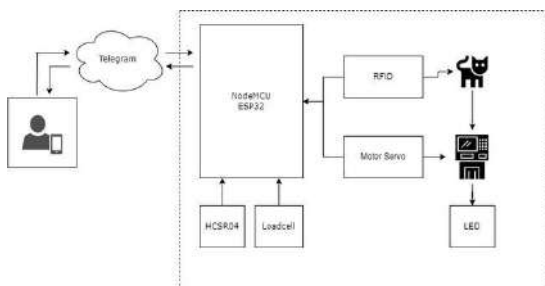 Telegram
NodeMCU
ESP32
RFID
Motor Servo
HCSR04
Loadcell
LED